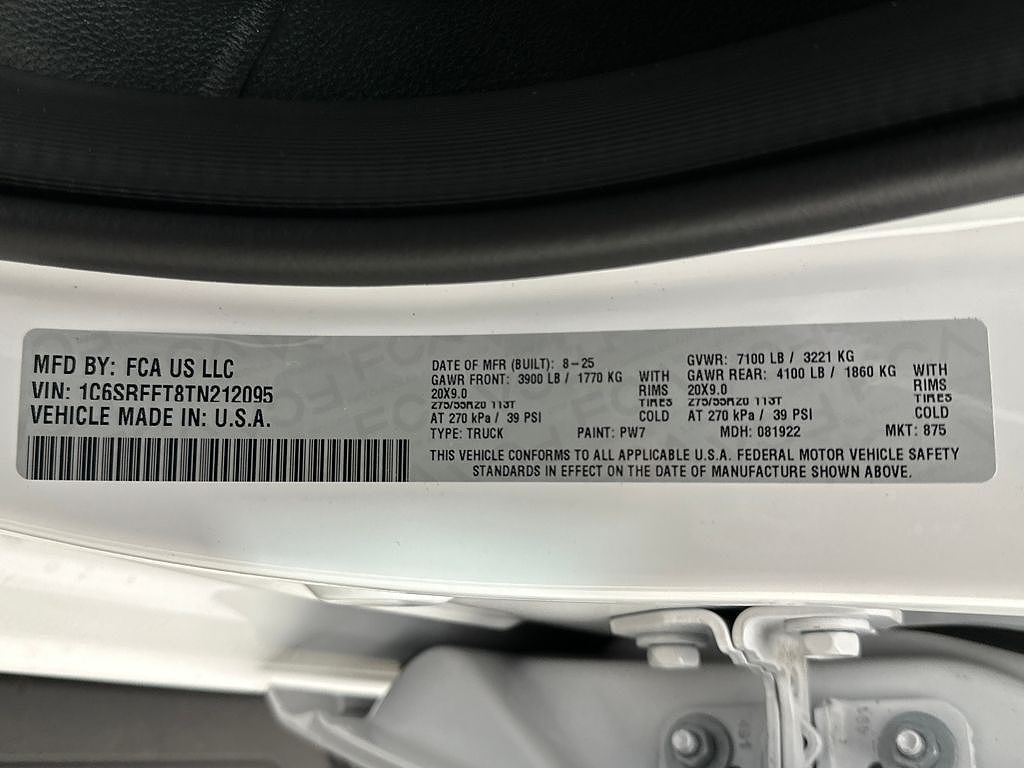 MFD BY: FCA US LLC
VIN: 1C6SRFFT8TN212095
VEHICLE MADE IN: U.S.A.
DATE OF MFR (BUILT): 8-25
GVWR: 7100 LB / 3221 KG
GAWR FRONT: 3900 LB / 1770 KG WITH
GAWR REAR: 4100 LB / 1860 KG WITH
20X9.0 RIMS
20X9.0 RIMS
275/55R20 113T TIRES
275/55R20 113T TIRES
AT 270 kPa / 39 PSI COLD
AT 270 kPa / 39 PSI COLD
TYPE: TRUCK PAINT: PW7 MDH: 081922 MKT: 875
THIS VEHICLE CONFORMS TO ALL APPLICABLE U.S.A. FEDERAL MOTOR VEHICLE SAFETY
STANDARDS IN EFFECT ON THE DATE OF MANUFACTURE SHOWN ABOVE.